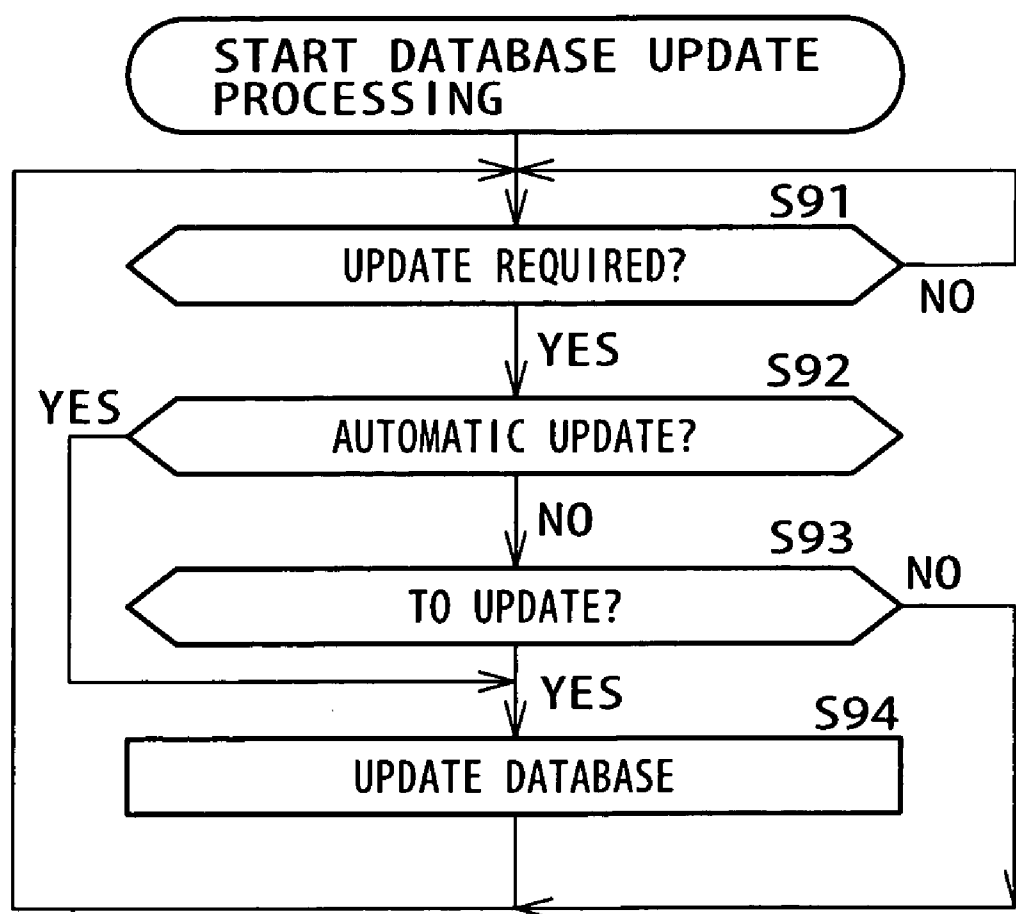 START DATABASE UPDATE
PROCESSING
S91
UPDATE REQUIRED?
NO
YES
S92
YES
AUTOMATIC UPDATE?
NO
S93
NO
TO UPDATE?
YES
S94
UPDATE DATABASE